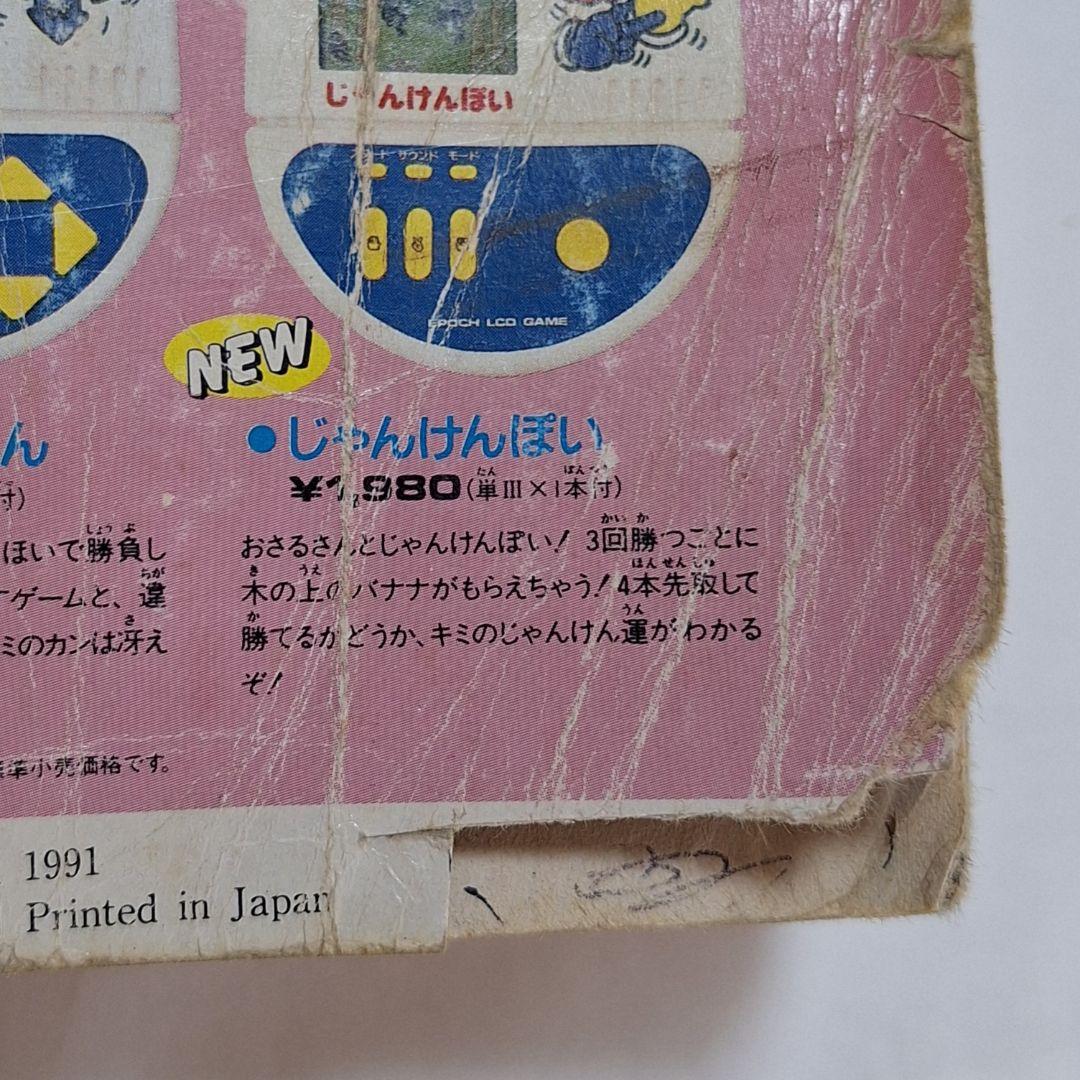 じゃんけんぽい
スタート サウンド モード
EPOCH LCD GAME
NEW
ん
●じゃんけんぽい
¥1,980(単III×1本付)
付)
ほいで勝負し
ゲームと、違
ミのカンは冴え
おさるさんとじゃんけんぽい! 3回勝つごとに
木の上のバナナがもらえちゃう! 4本先取して
勝てるかどうか、キミのじゃんけん運がわかる
ぞ!
準小売価格です。
1991
Printed in Japan